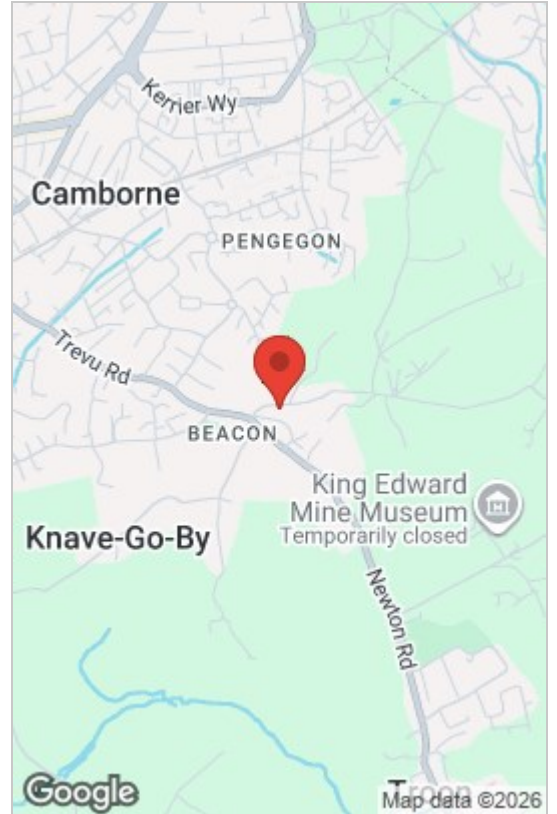 Kerrier Wy
Camborne
PENGEGON
Trevu Rd
BEACON
King Edward
Mine Museum
Temporarily closed
Knave-Go-By
Newton Rd
Troon
Google
Map data ©2026